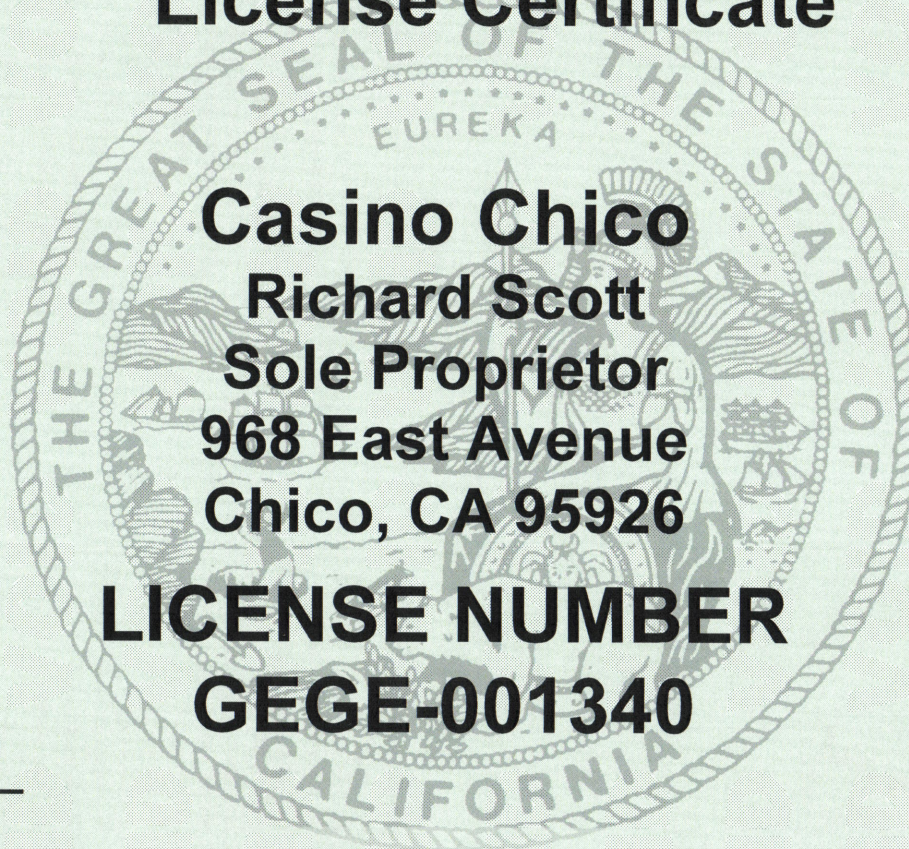 License Certificate
THE GREAT SEAL OF THE STATE OF CALIFORNIA
EUREKA
Casino Chico
Richard Scott
Sole Proprietor
968 East Avenue
Chico, CA 95926
LICENSE NUMBER
GEGE-001340